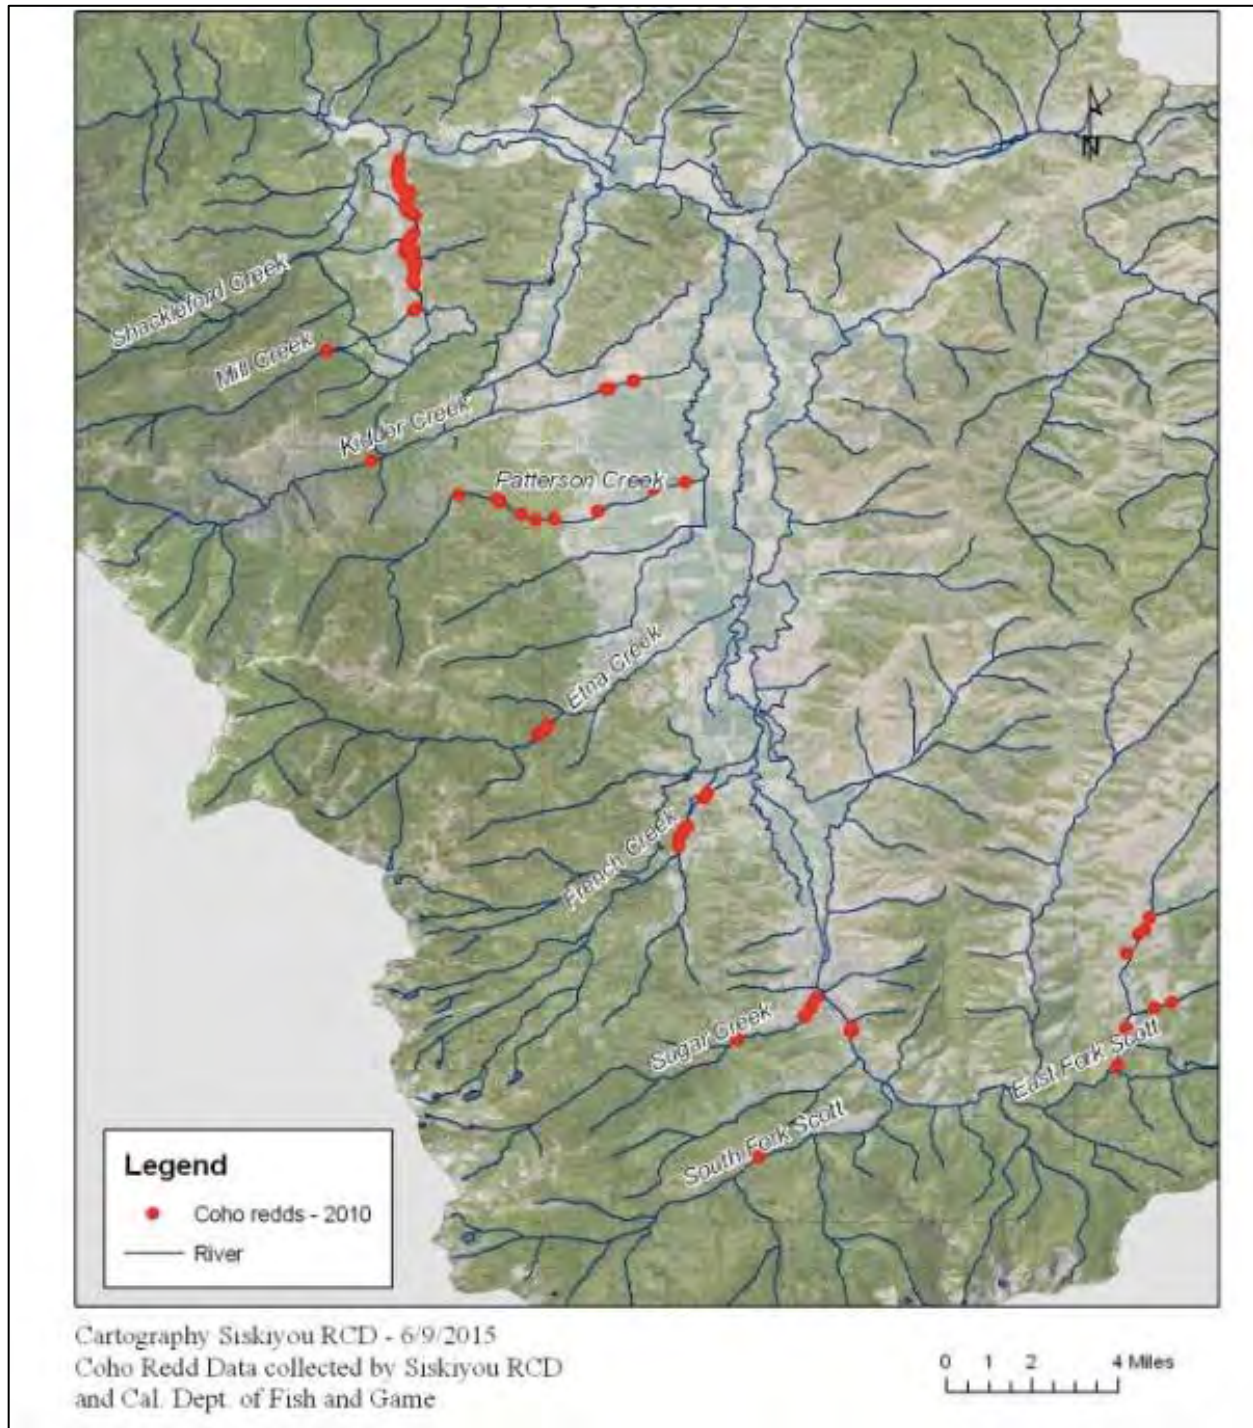 N
Shackleford Creek
Mill Creek
Kidder Creek
Patterson Creek
Etna Creek
French Creek
Sugar Creek
South Fork Scott
East Fork Scott
Legend
Coho redds - 2010
River
Cartography Siskiyou RCD - 6/9/2015
Coho Redd Data collected by Siskiyou RCD
and Cal. Dept. of Fish and Game
0 1 2 4 Miles